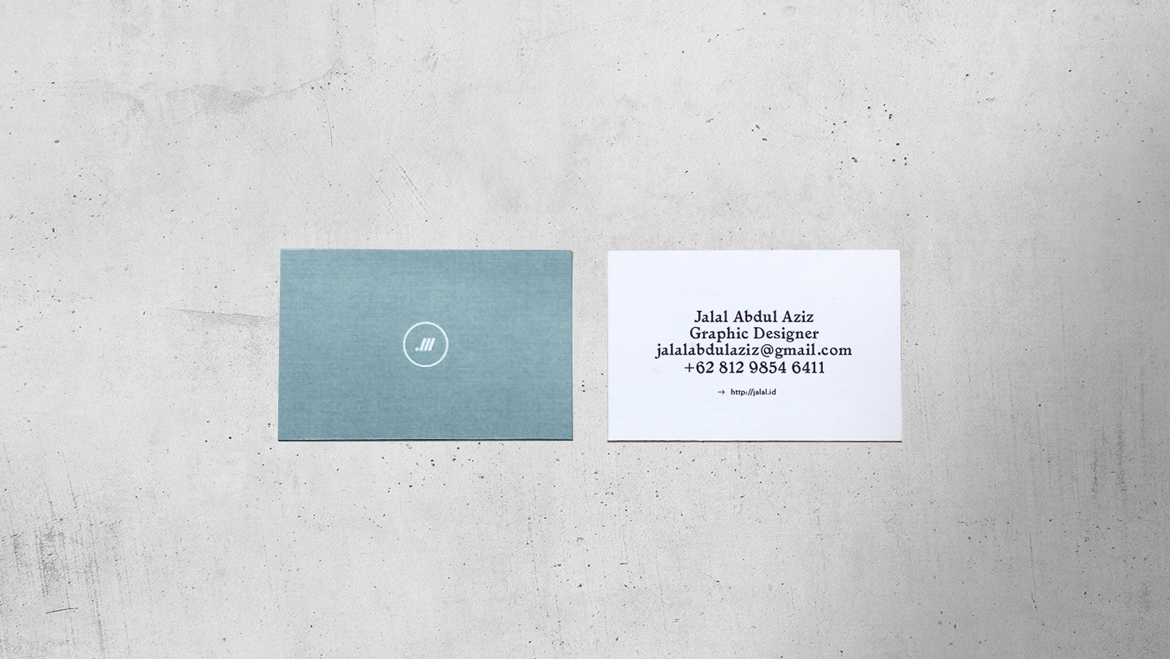 Jalal Abdul Aziz
Graphic Designer
jalalabdulaziz@gmail.com
+62 812 9854 6411
→ http://jalal.id